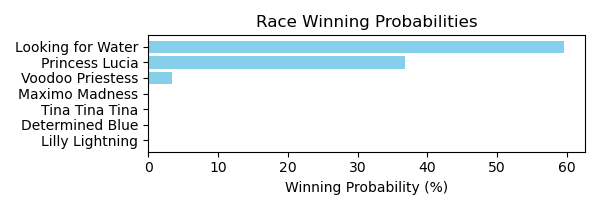 Race Winning Probabilities
Looking for Water
Princess Lucia
Voodoo Priestess
Maximo Madness
Tina Tina Tina
Determined Blue
Lilly Lightning
0 10 20 30 40 50 60
Winning Probability (%)